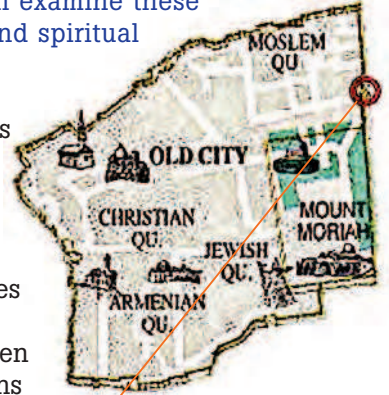 examine these
nd spiritual
s
es
en
ns
MOSLEM
QU.
OLD CITY
CHRISTIAN
QU.
MOUNT
MORIAH
JEWISH
QU.
ARMENIAN
QU.